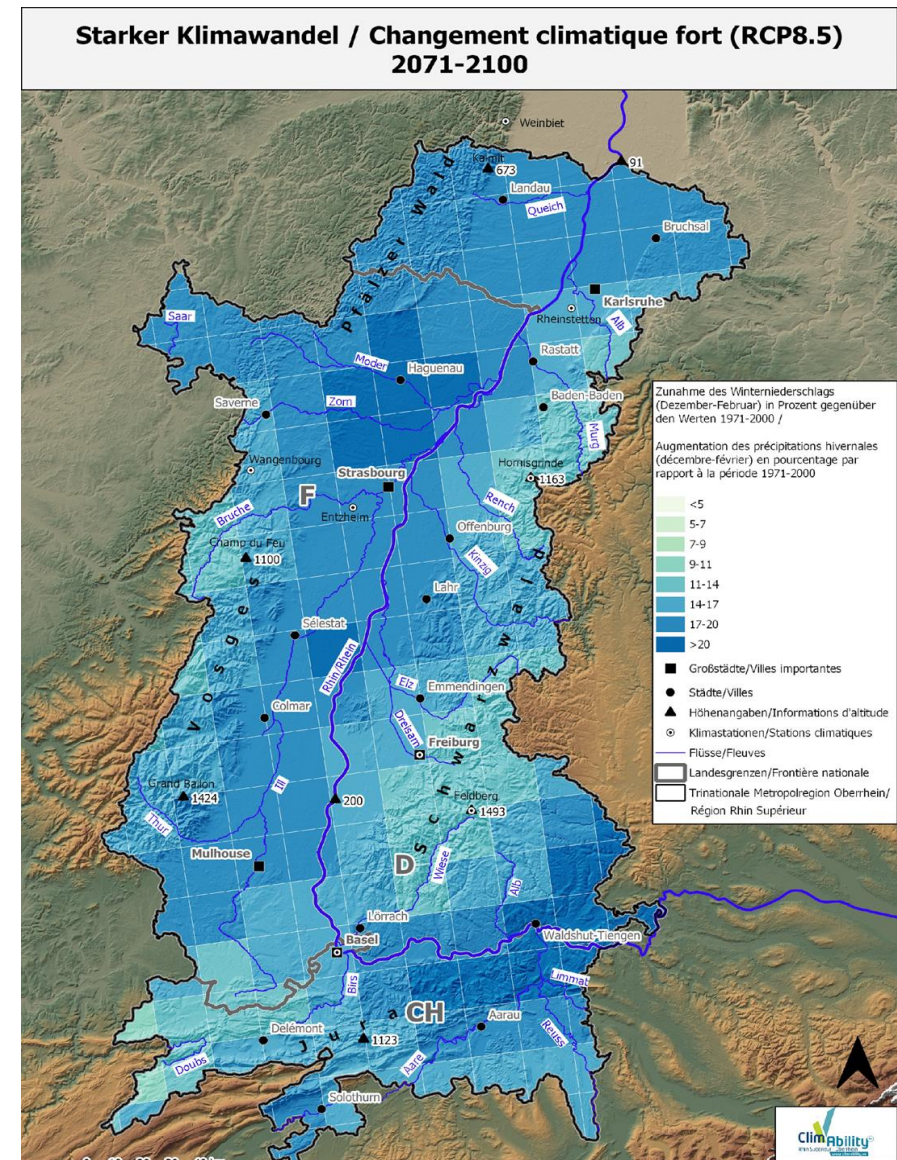 Starker Klimawandel / Changement climatique fort (RCP8.5)
2071-2100
Weinbiet
Kalmit
673
91
Landau
Queich
Bruchsal
Pfälzer Wald
Karlsruhe
Saar
Rheinstetten
Alb
Moder
Rastatt
Haguenau
Saverne
Zorn
Baden-Baden
Murg
Wangenbourg
Strasbourg
Hornisgrinde
1163
F
Rench
Bruche
Entzheim
Offenburg
Champ du Feu
1100
Kinzig
Lahr
Sélestat
Rhin/Rhein
Vosges
Schwarzwald
Elz
Emmendingen
Colmar
Dreisam
Freiburg
Grand Ballon
1424
Ill
200
Feldberg
1493
Thur
Mulhouse
D
Wiese
Alb
Lörrach
Basel
Waldshut-Tiengen
Birs
Limmat
CH
Jura
Delémont
1123
Aarau
Reuss
Doubs
Aare
Solothurn
Zunahme des Winterniederschlags
(Dezember-Februar) in Prozent gegenüber
den Werten 1971-2000 /
Augmentation des précipitations hivernales
(décembre-février) en pourcentage par
rapport à la période 1971-2000
<5
5-7
7-9
9-11
11-14
14-17
17-20
>20
Großstädte/Villes importantes
Städte/Villes
Höhenangaben/Informations d'altitude
Klimastationen/Stations climatiques
Flüsse/Fleuves
Landesgrenzen/Frontière nationale
Trinationale Metropolregion Oberrhein/
Région Rhin Supérieur
ClimAbility